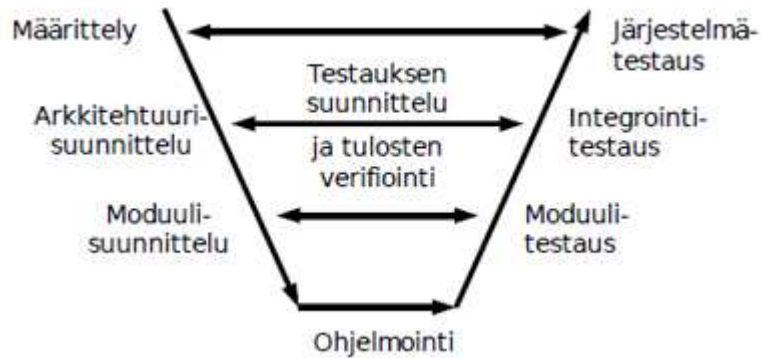 Määrittely
Järjestelmä-
testaus
Testauksen
suunnittelu
Arkkitehtuuri-
suunnittelu
Integrointi-
testaus
ja tulosten
verifiointi
Moduuli-
suunnittelu
Moduuli-
testaus
Ohjelmointi